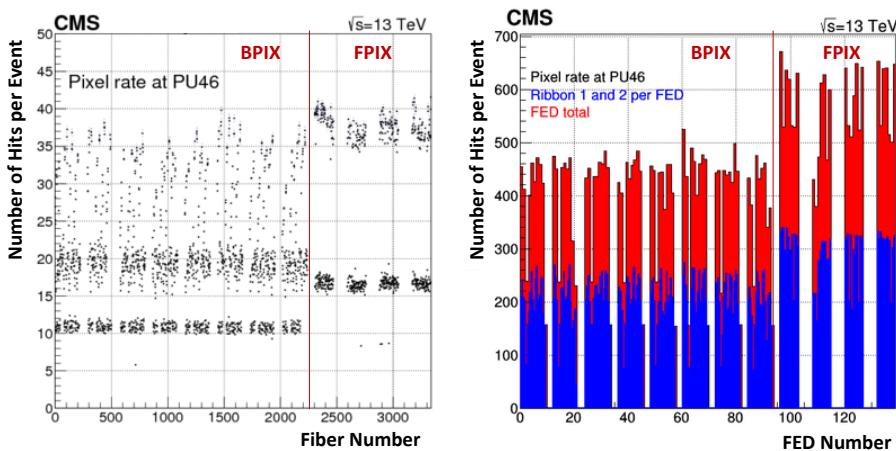 CMS
√s=13 TeV
BPIX
FPIX
Pixel rate at PU46
Number of Hits per Event
50
45
40
35
30
25
20
15
10
5
0
0
500
1000
1500
2000
2500
3000
Fiber Number
CMS
√s=13 TeV
BPIX
FPIX
Pixel rate at PU46
Ribbon 1 and 2 per FED
FED total
Number of Hits per Event
700
600
500
400
300
200
100
0
0
20
40
60
80
100
120
FED Number